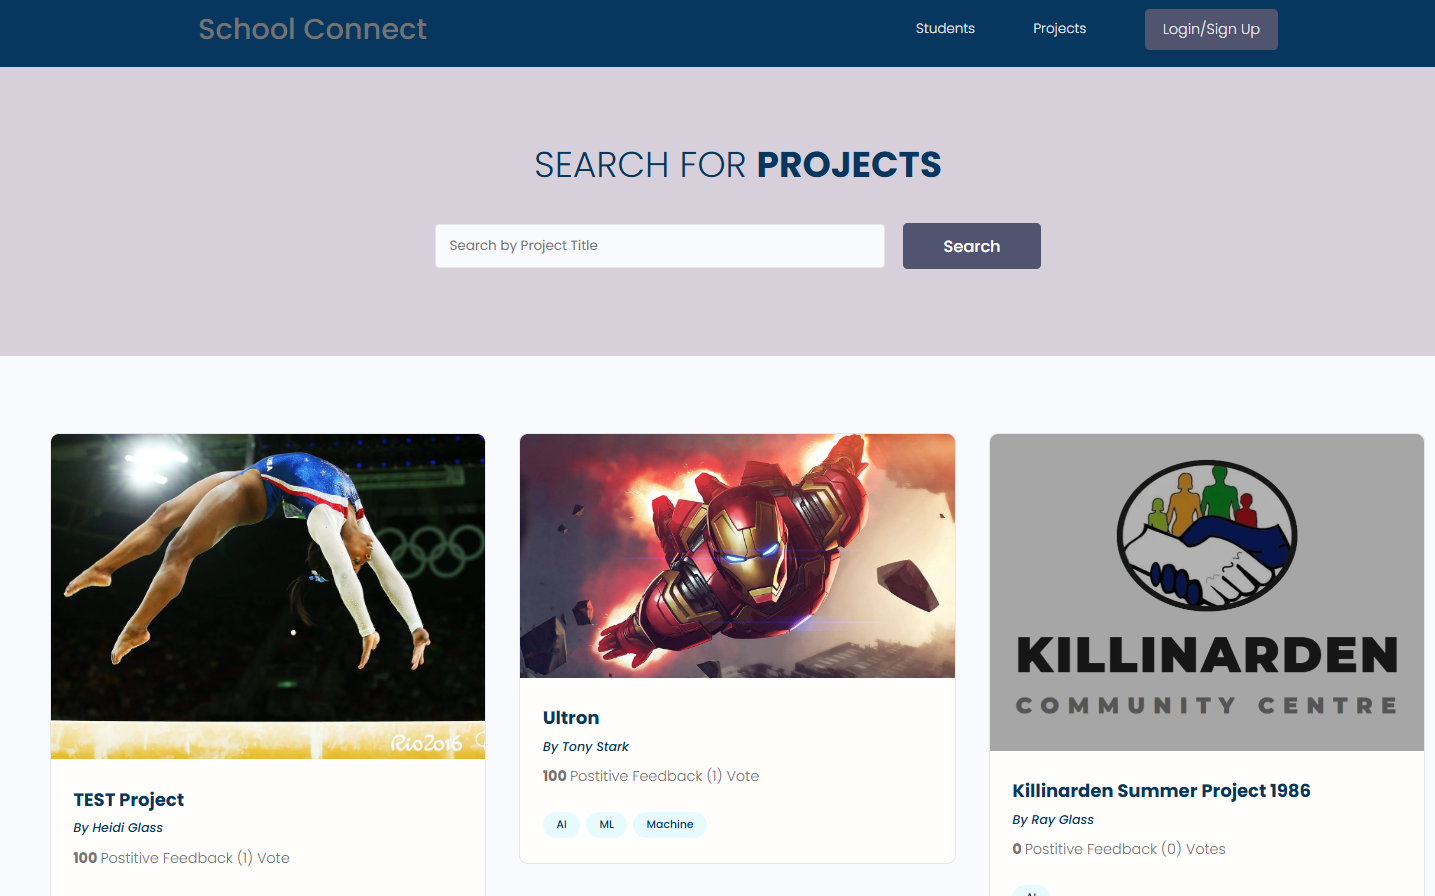 School Connect
Students
Projects
Login/Sign Up
SEARCH FOR PROJECTS
Search by Project Title
Search
Rio2016
TEST Project
By Heidi Glass
100 Postitive Feedback (1) Vote
Ultron
By Tony Stark
100 Postitive Feedback (1) Vote
AI ML Machine
KILLINARDEN
COMMUNITY CENTRE
Killinarden Summer Project 1986
By Ray Glass
0 Postitive Feedback (0) Votes
AI